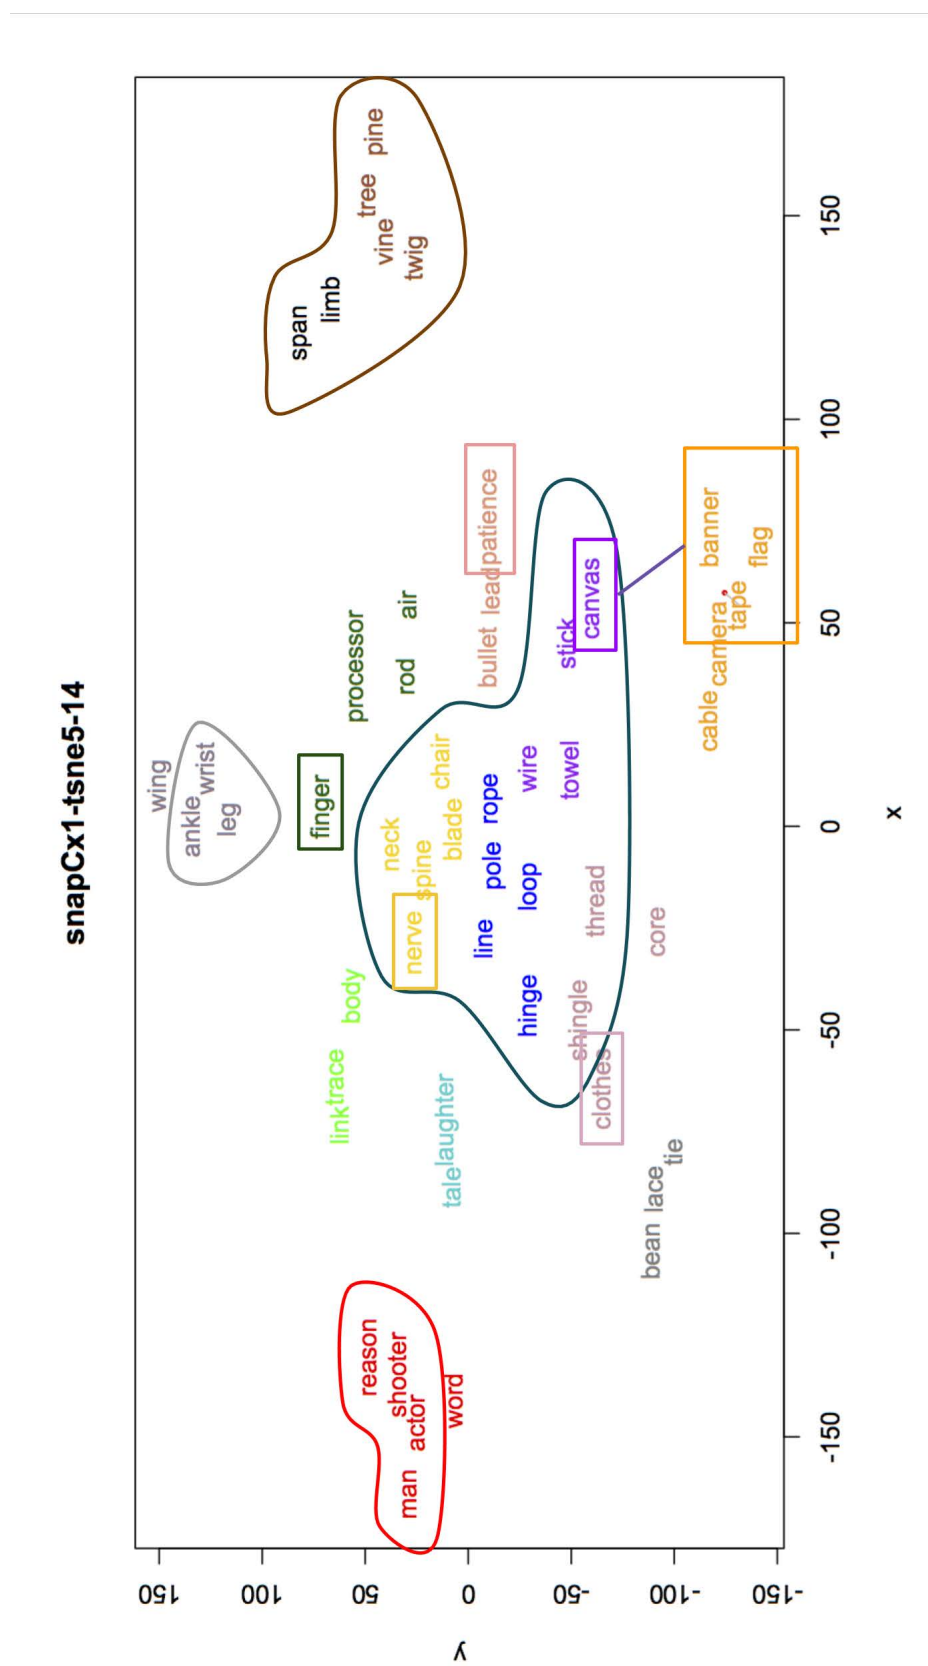 snapCx1-tsne5-14
wing
ankle
wrist
leg
finger
processor
rod
air
span
limb
tree
pine
vine
twig
bullet
lead
patience
neck
chair
spine
blade
nerve
pole
rope
line
loop
hinge
wire
towel
stick
canvas
thread
shingle
clothes
core
cable
camera
tape
banner
flag
body
trace
link
laughter
tale
bean
lace
tie
reason
shooter
actor
man
word
150
100
50
0
-50
-100
-150
y
-150
-100
-50
0
50
100
150
x